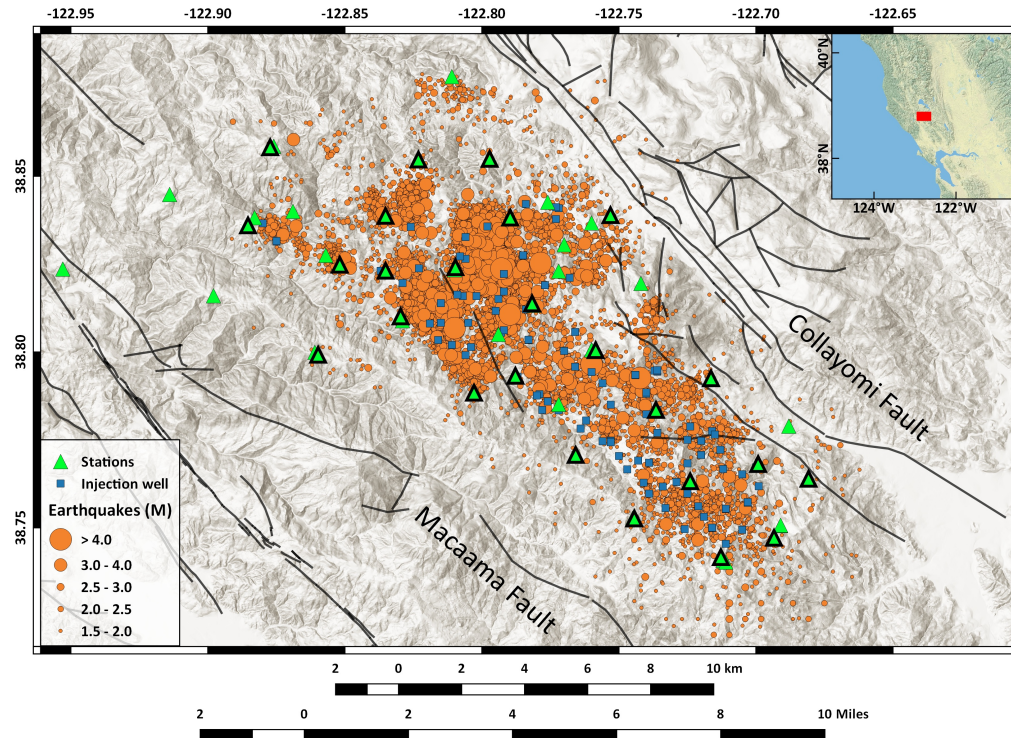 -122.95 -122.90 -122.85 -122.80 -122.75 -122.70 -122.65
40°N
38°N
124°W 122°W
38.85
38.80
38.75
Collayomi Fault
Macaama Fault
Stations
Injection well
Earthquakes (M)
> 4.0
3.0 - 4.0
2.5 - 3.0
2.0 - 2.5
1.5 - 2.0
2 0 2 4 6 8 10 km
2 0 2 4 6 8 10 Miles